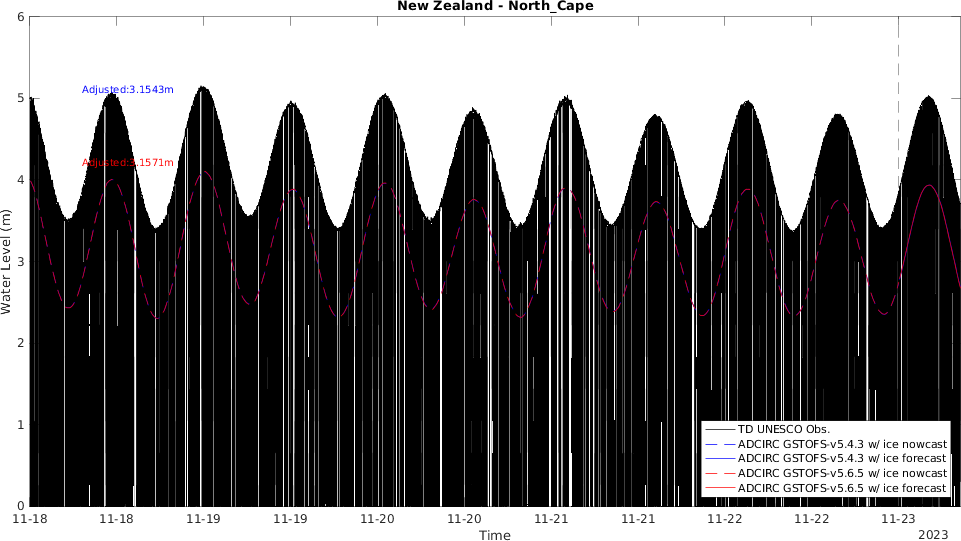 New Zealand - North_Cape
6
5
4
3
2
1
0
Water Level (m)
Adjusted:3.1543m
Adjusted:3.1571m
TD UNESCO Obs.
ADCIRC GSTOFS-v5.4.3 w/ ice nowcast
ADCIRC GSTOFS-v5.4.3 w/ ice forecast
ADCIRC GSTOFS-v5.6.5 w/ ice nowcast
ADCIRC GSTOFS-v5.6.5 w/ ice forecast
11-18 11-18 11-19 11-19 11-20 11-20 11-21 11-21 11-22 11-22 11-23
Time
2023